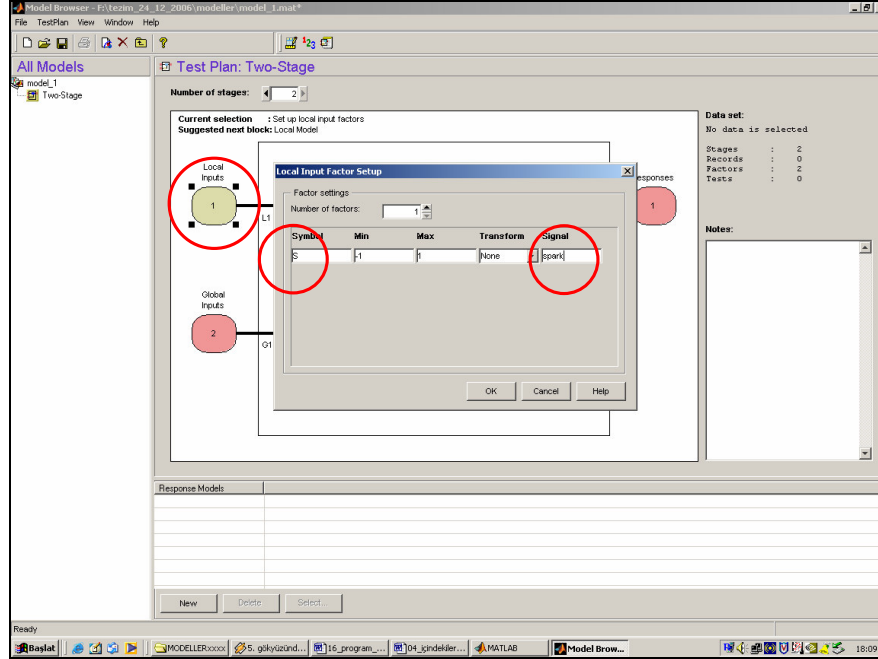 Model Browser - F:\tezim_24_12_2006\modeller\model_1.mat*
File TestPlan View Window Help
All Models
Test Plan: Two-Stage
model_1
Two-Stage
Number of stages: 2
Current selection : Set up local input factors
Suggested next block: Local Model
Data set:
No data is selected
Stages : 2
Records : 0
Factors : 2
Tests : 0
Local
Inputs
1
L1
Local Input Factor Setup
Factor settings
Number of factors: 1
Symbol Min Max Transform Signal
S -1 1 None spark
OK Cancel Help
esponses
1
Notes:
Global
Inputs
2
G1
Response Models
New Delete Select...
Ready
Başlat MODELLERxxxx 5. gökyüzünd... 16_program_... 04_içindekiler... MATLAB Model Brow... 18:09